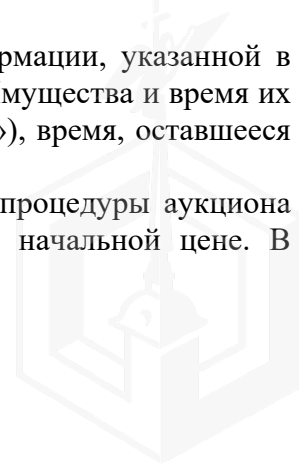 рмации, указанной в
мущества и время их
»), время, оставшееся
процедуры аукциона
начальной цене. В